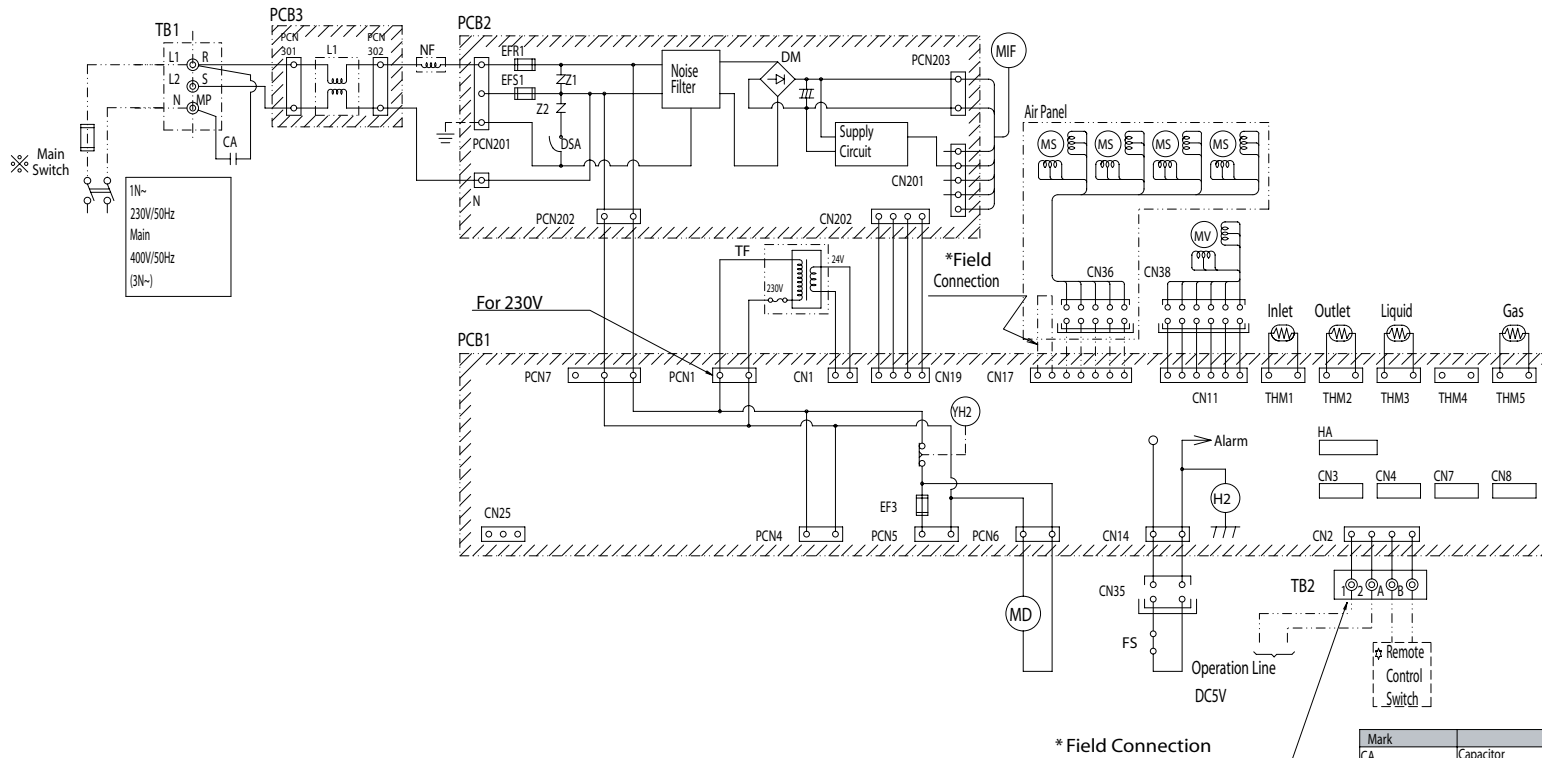 TB1
PCB3
PCN
301
L1
PCN
302
NF
L1 R
L2 S
N MP
CA
※ Main
Switch
1N~
230V/50Hz
Main
400V/50Hz
(3N~)
PCB2
EFR1
EFS1
Z1
Z2
DSA
PCN201
N
Noise
Filter
DM
Supply
Circuit
PCN203
MIF
CN201
PCN202
CN202
TF
230V
24V
For 230V
Air Panel
MS
MS
MS
MS
MV
CN36
CN38
*Field
Connection
Inlet
Outlet
Liquid
Gas
PCB1
PCN7
PCN1
CN1
CN19
CN17
CN11
THM1
THM2
THM3
THM4
THM5
YH2
Alarm
HA
CN3
CN4
CN7
CN8
H2
EF3
CN25
PCN4
PCN5
PCN6
CN14
CN2
CN35
TB2
1 2 A B
MD
FS
Operation Line
DC5V
Remote
Control
Switch
* Field Connection
Mark
CA Capacitor